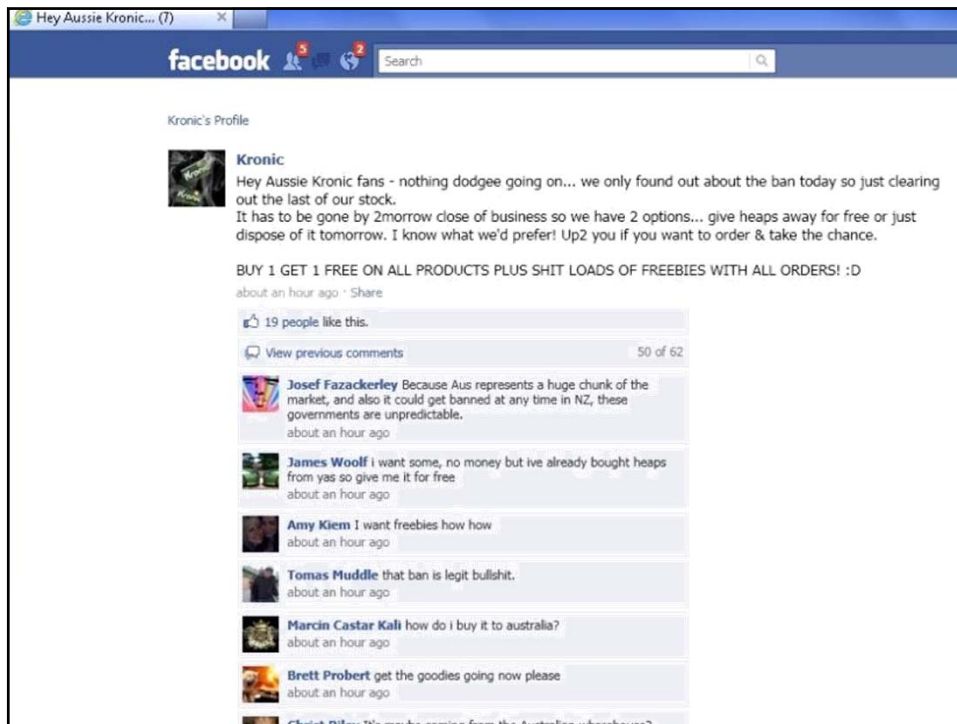 Hey Aussie Kronic... (7)
facebook 5 2 Search
Kronic's Profile
Kronic
Hey Aussie Kronic fans - nothing dodgee going on... we only found out about the ban today so just clearing
out the last of our stock.
It has to be gone by 2morrow close of business so we have 2 options... give heaps away for free or just
dispose of it tomorrow. I know what we'd prefer! Up2 you if you want to order & take the chance.
BUY 1 GET 1 FREE ON ALL PRODUCTS PLUS SHIT LOADS OF FREEBIES WITH ALL ORDERS! :D
about an hour ago · Share
19 people like this.
View previous comments 50 of 62
Josef Fazackerley Because Aus represents a huge chunk of the
market, and also it could get banned at any time in NZ, these
governments are unpredictable.
about an hour ago
James Woolf i want some, no money but ive already bought heaps
from yas so give me it for free
about an hour ago
Amy Kiem I want freebies how how
about an hour ago
Tomas Muddle that ban is legit bullshit.
about an hour ago
Marcin Castar Kali how do i buy it to australia?
about an hour ago
Brett Probert get the goodies going now please
about an hour ago
It's maybe coming from the Australian wharehouse?